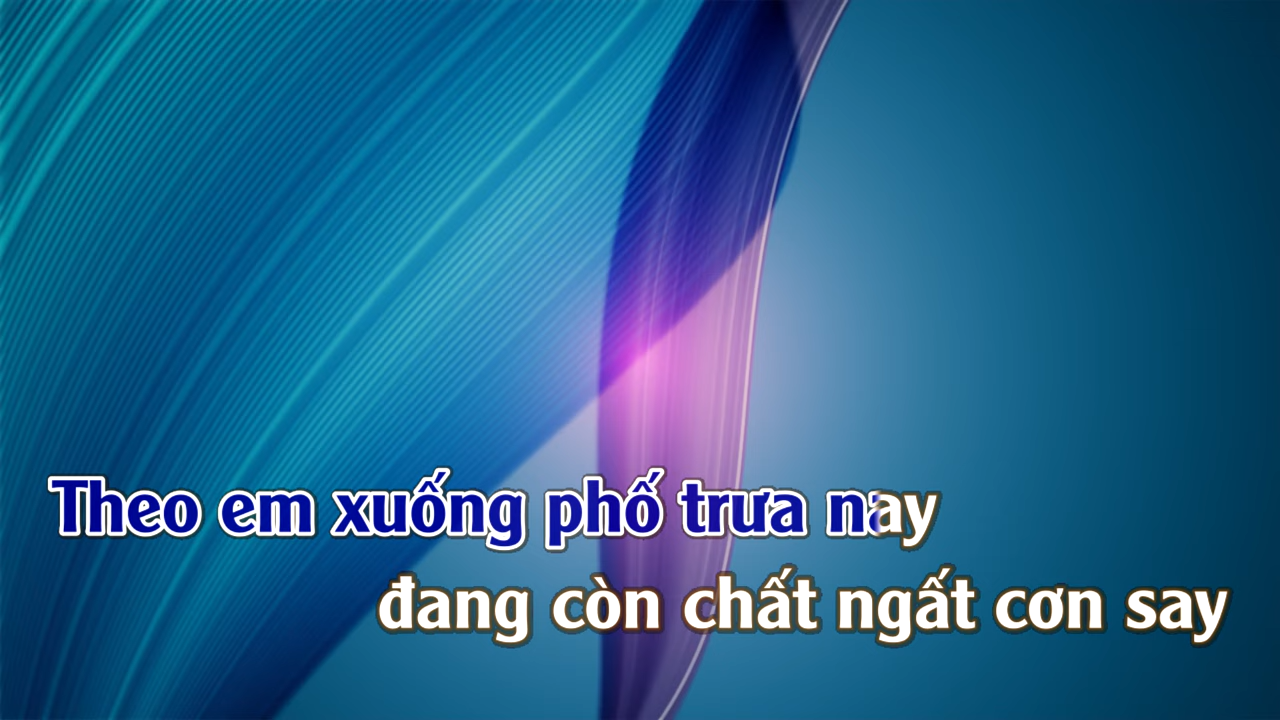 Theo em xuống phố trưa nay
đang còn chất ngất cơn say